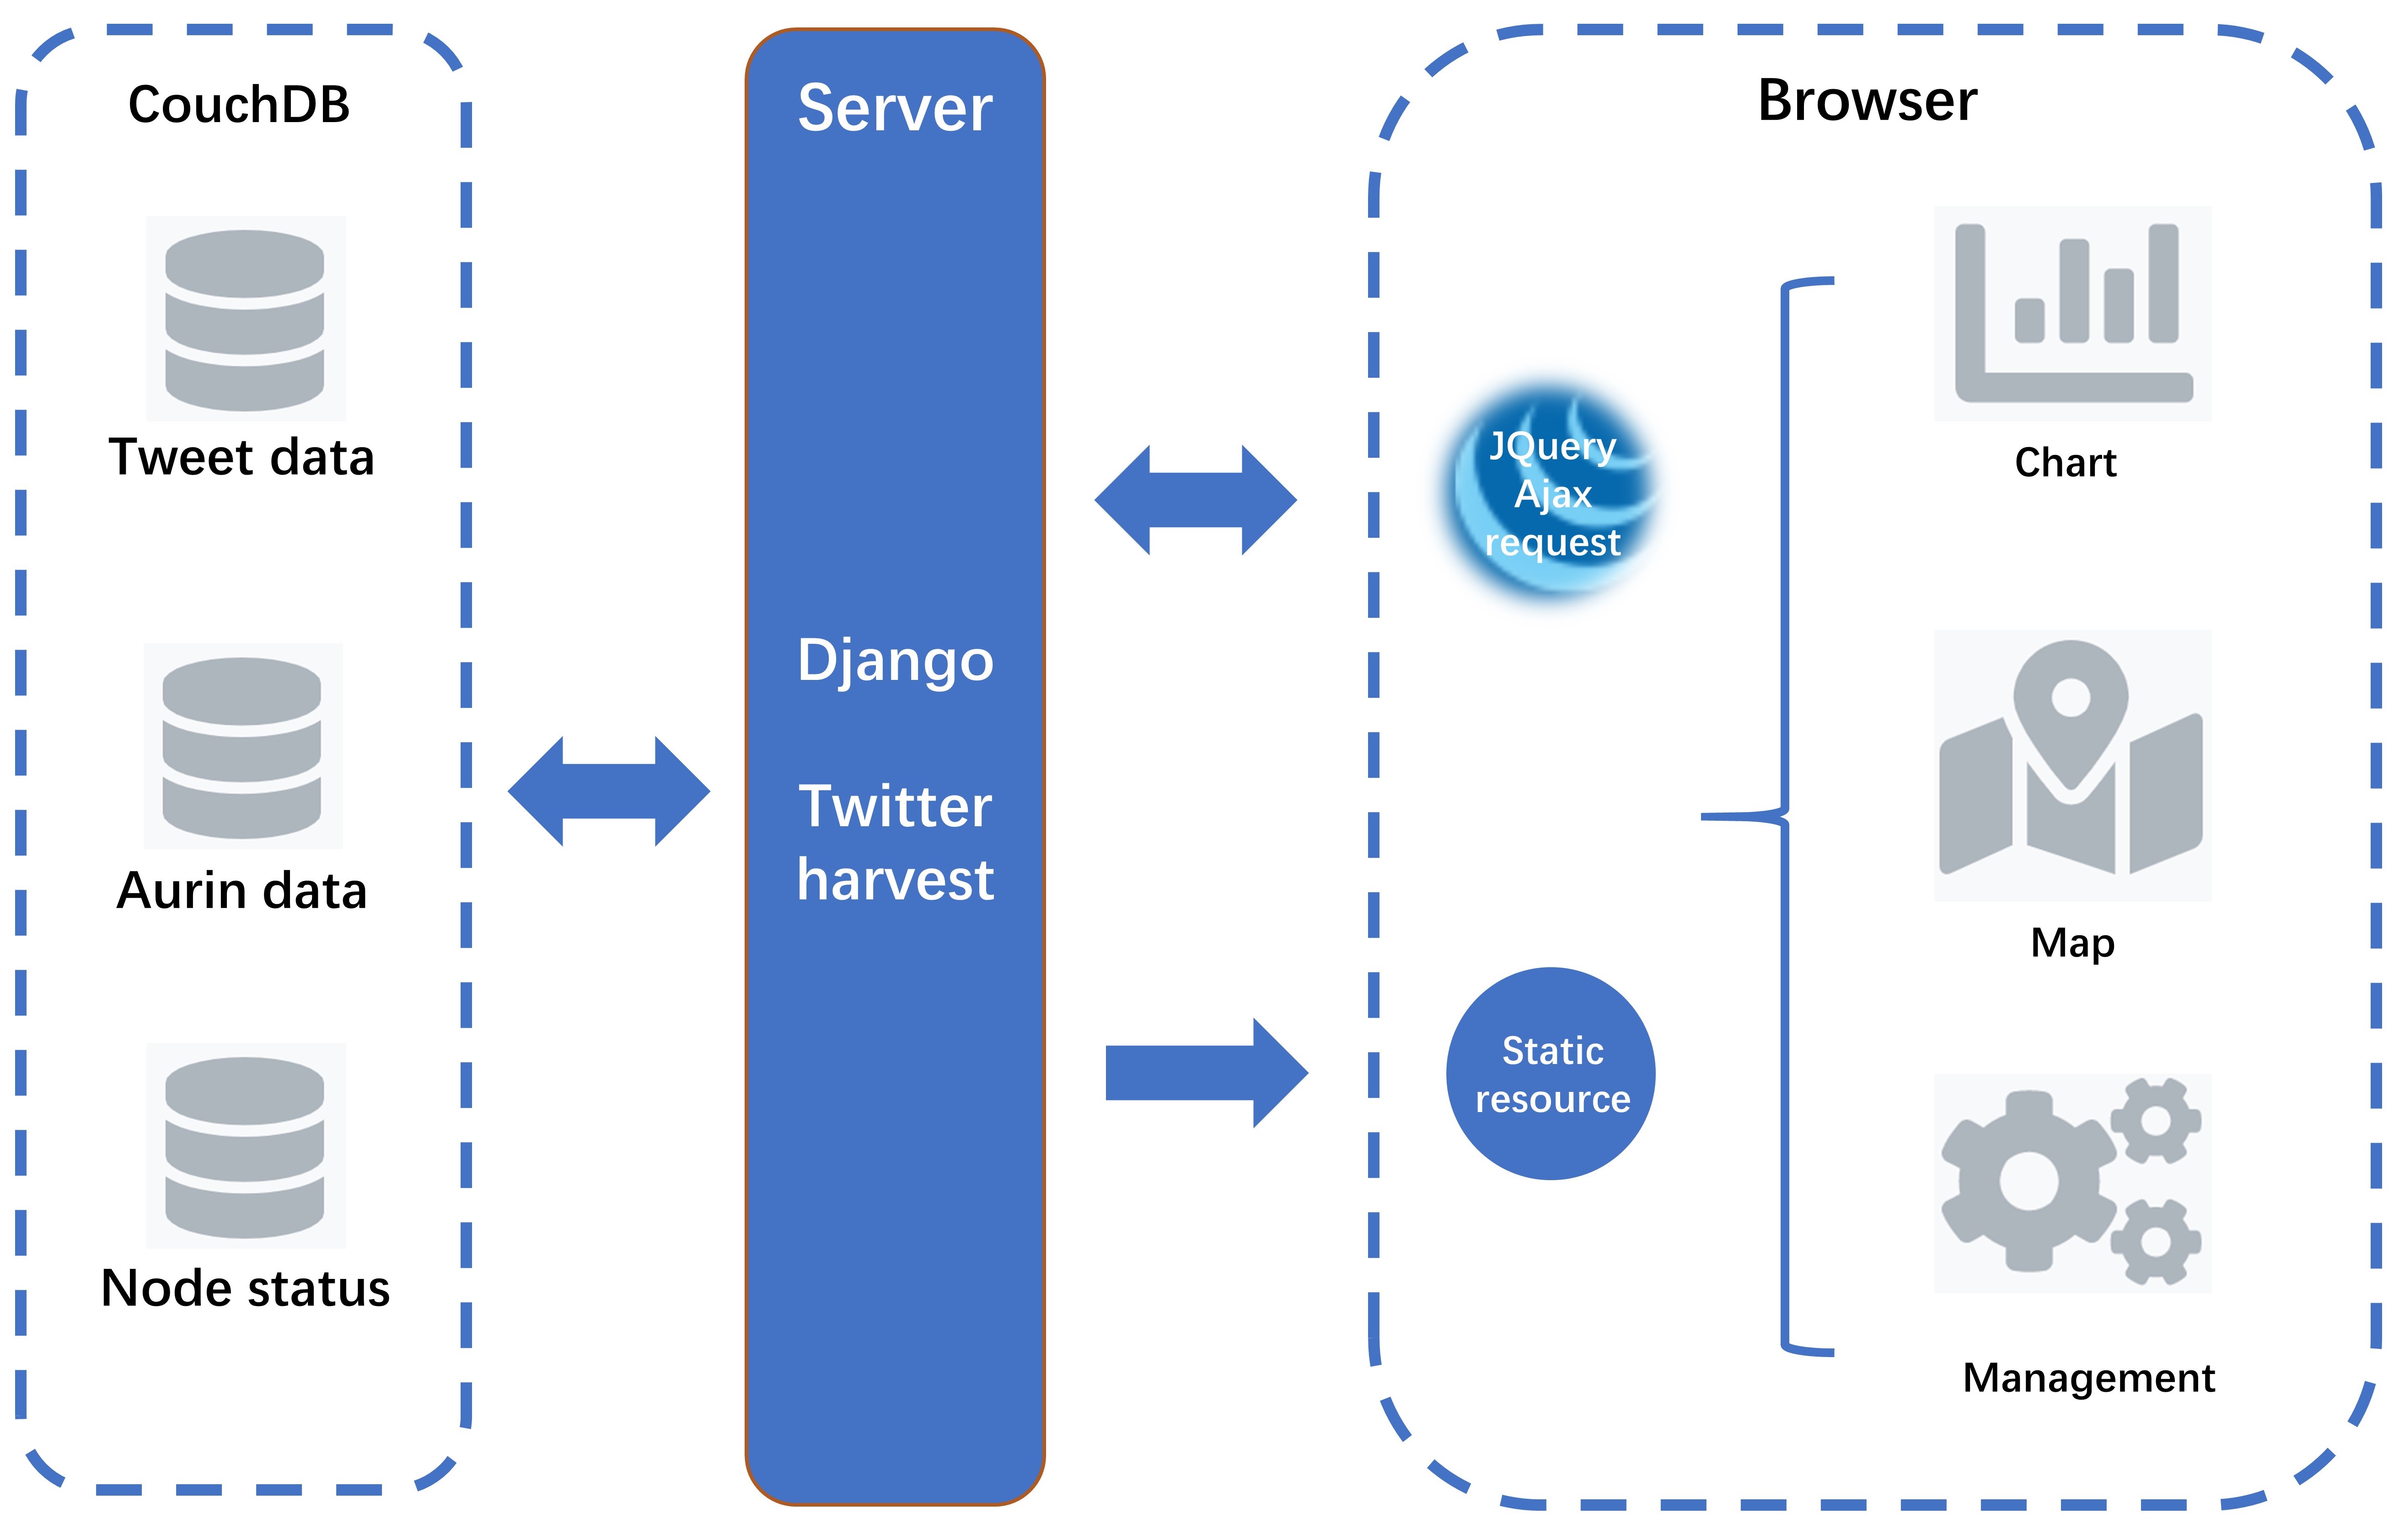 CouchDB
Tweet data
Aurin data
Node status
Server
Django
Twitter
harvest
Browser
JQuery
Ajax
request
Static
resource
Chart
Map
Management